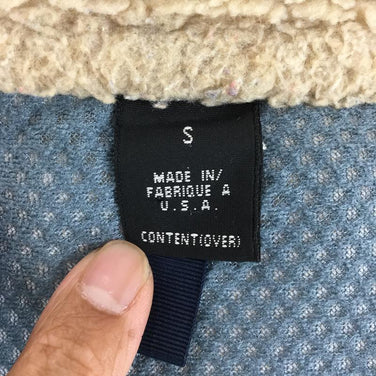 S
MADE IN/
FABRIQUE A
U.S.A.
CONTENT(OVER)